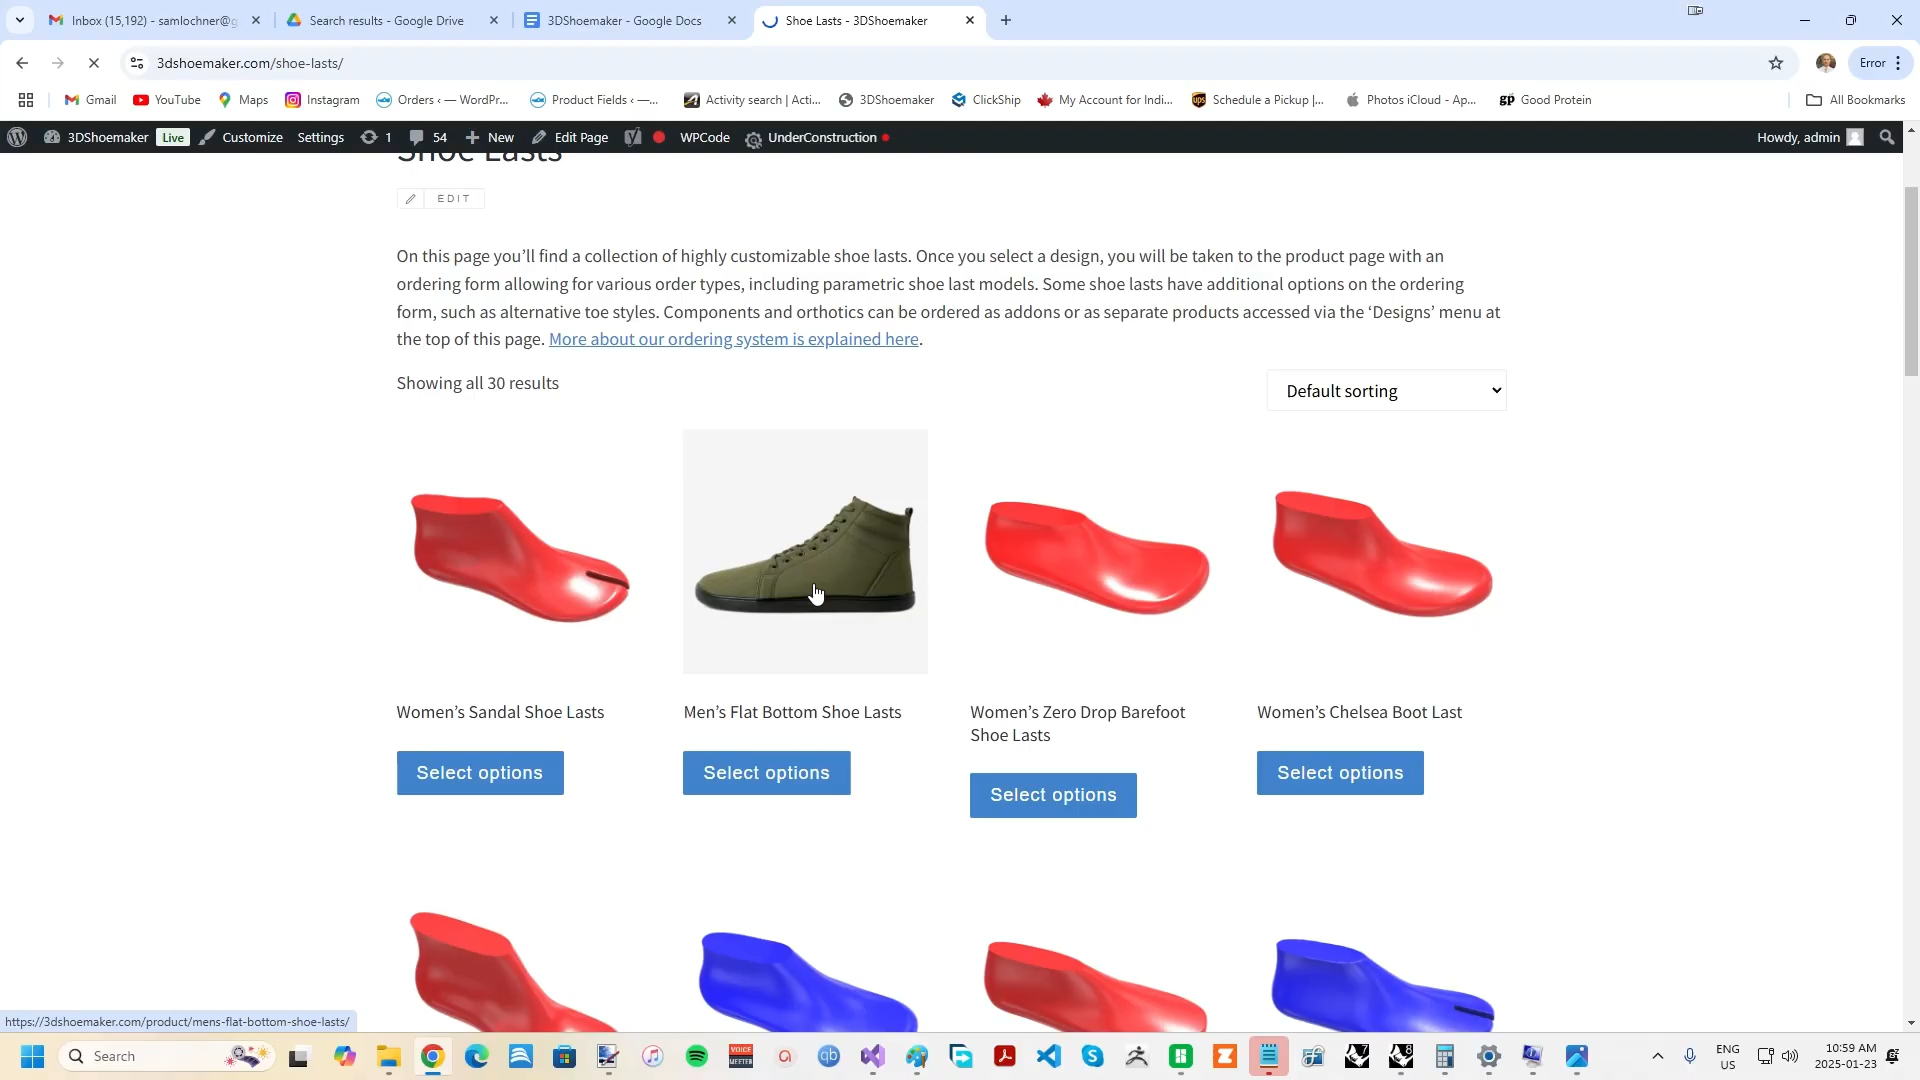 Inbox (15,192) - samlochner@g
Search results - Google Drive
3DShoemaker - Google Docs
Shoe Lasts - 3DShoemaker
3dshoemaker.com/shoe-lasts/
Error
Gmail
YouTube
Maps
Instagram
Orders ‹ — WordPr...
Product Fields ‹ —...
Activity search | Acti...
3DShoemaker
ClickShip
My Account for Indi...
Schedule a Pickup |...
Photos iCloud - Ap...
gp Good Protein
All Bookmarks
3DShoemaker
Live
Customize
Settings
1
54
New
Edit Page
WPCode
UnderConstruction
Howdy, admin
Shoe Lasts
EDIT
On this page you’ll find a collection of highly customizable shoe lasts. Once you select a design, you will be taken to the product page with an
ordering form allowing for various order types, including parametric shoe last models. Some shoe lasts have additional options on the ordering
form, such as alternative toe styles. Components and orthotics can be ordered as addons or as separate products accessed via the ‘Designs’ menu at
the top of this page. More about our ordering system is explained here.
Showing all 30 results
Default sorting
Women’s Sandal Shoe Lasts
Men’s Flat Bottom Shoe Lasts
Women’s Zero Drop Barefoot
Shoe Lasts
Women’s Chelsea Boot Last
Select options
Select options
Select options
Select options
https://3dshoemaker.com/product/mens-flat-bottom-shoe-lasts/
Search
VOICE
MEETER
qb
7
8
ENG
US
10:59 AM
2025-01-23